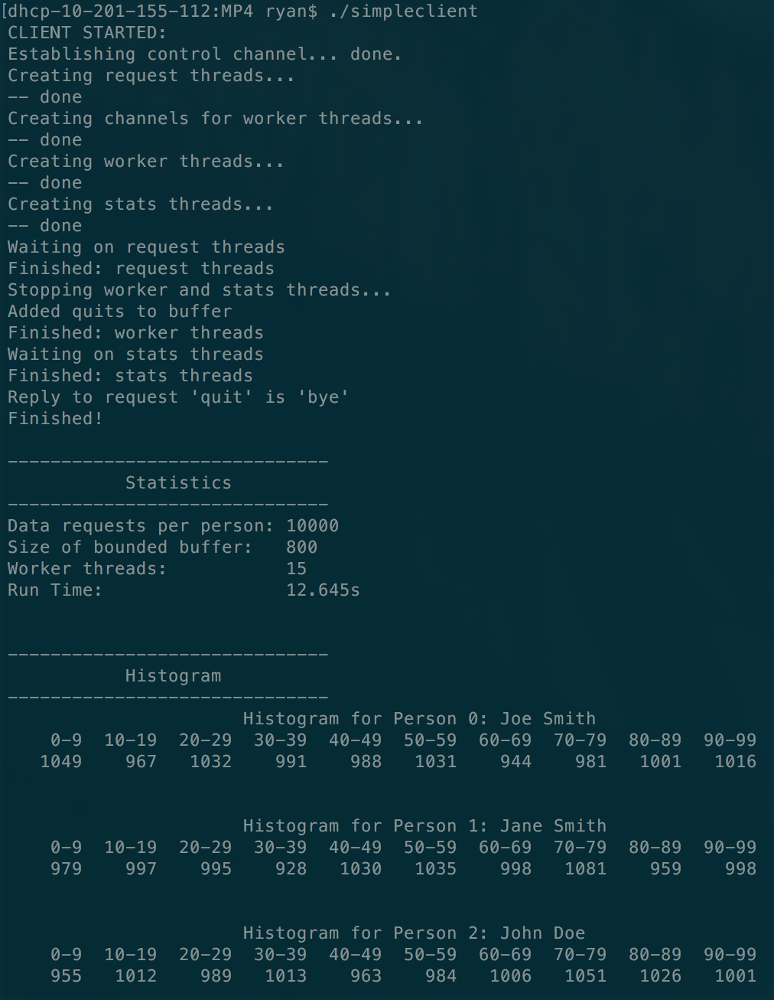 [dhcp-10-201-155-112:MP4 ryan$ ./simpleclient
CLIENT STARTED:
Establishing control channel... done.
Creating request threads...
-- done
Creating channels for worker threads...
-- done
Creating worker threads...
-- done
Creating stats threads...
-- done
Waiting on request threads
Finished: request threads
Stopping worker and stats threads...
Added quits to buffer
Finished: worker threads
Waiting on stats threads
Finished: stats threads
Reply to request 'quit' is 'bye'
Finished!
------------------------------
Statistics
------------------------------
Data requests per person: 10000
Size of bounded buffer: 800
Worker threads: 15
Run Time: 12.645s
------------------------------
Histogram
------------------------------
Histogram for Person 0: Joe Smith
0-9 10-19 20-29 30-39 40-49 50-59 60-69 70-79 80-89 90-99
1049 967 1032 991 988 1031 944 981 1001 1016
Histogram for Person 1: Jane Smith
0-9 10-19 20-29 30-39 40-49 50-59 60-69 70-79 80-89 90-99
979 997 995 928 1030 1035 998 1081 959 998
Histogram for Person 2: John Doe
0-9 10-19 20-29 30-39 40-49 50-59 60-69 70-79 80-89 90-99
955 1012 989 1013 963 984 1006 1051 1026 1001